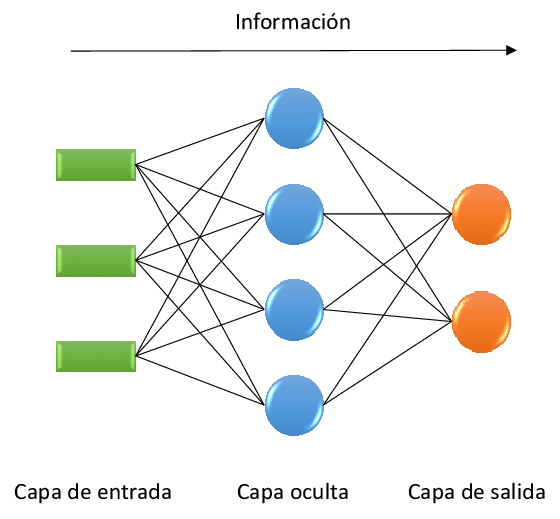 Información
Capa de entrada
Capa oculta
Capa de salida